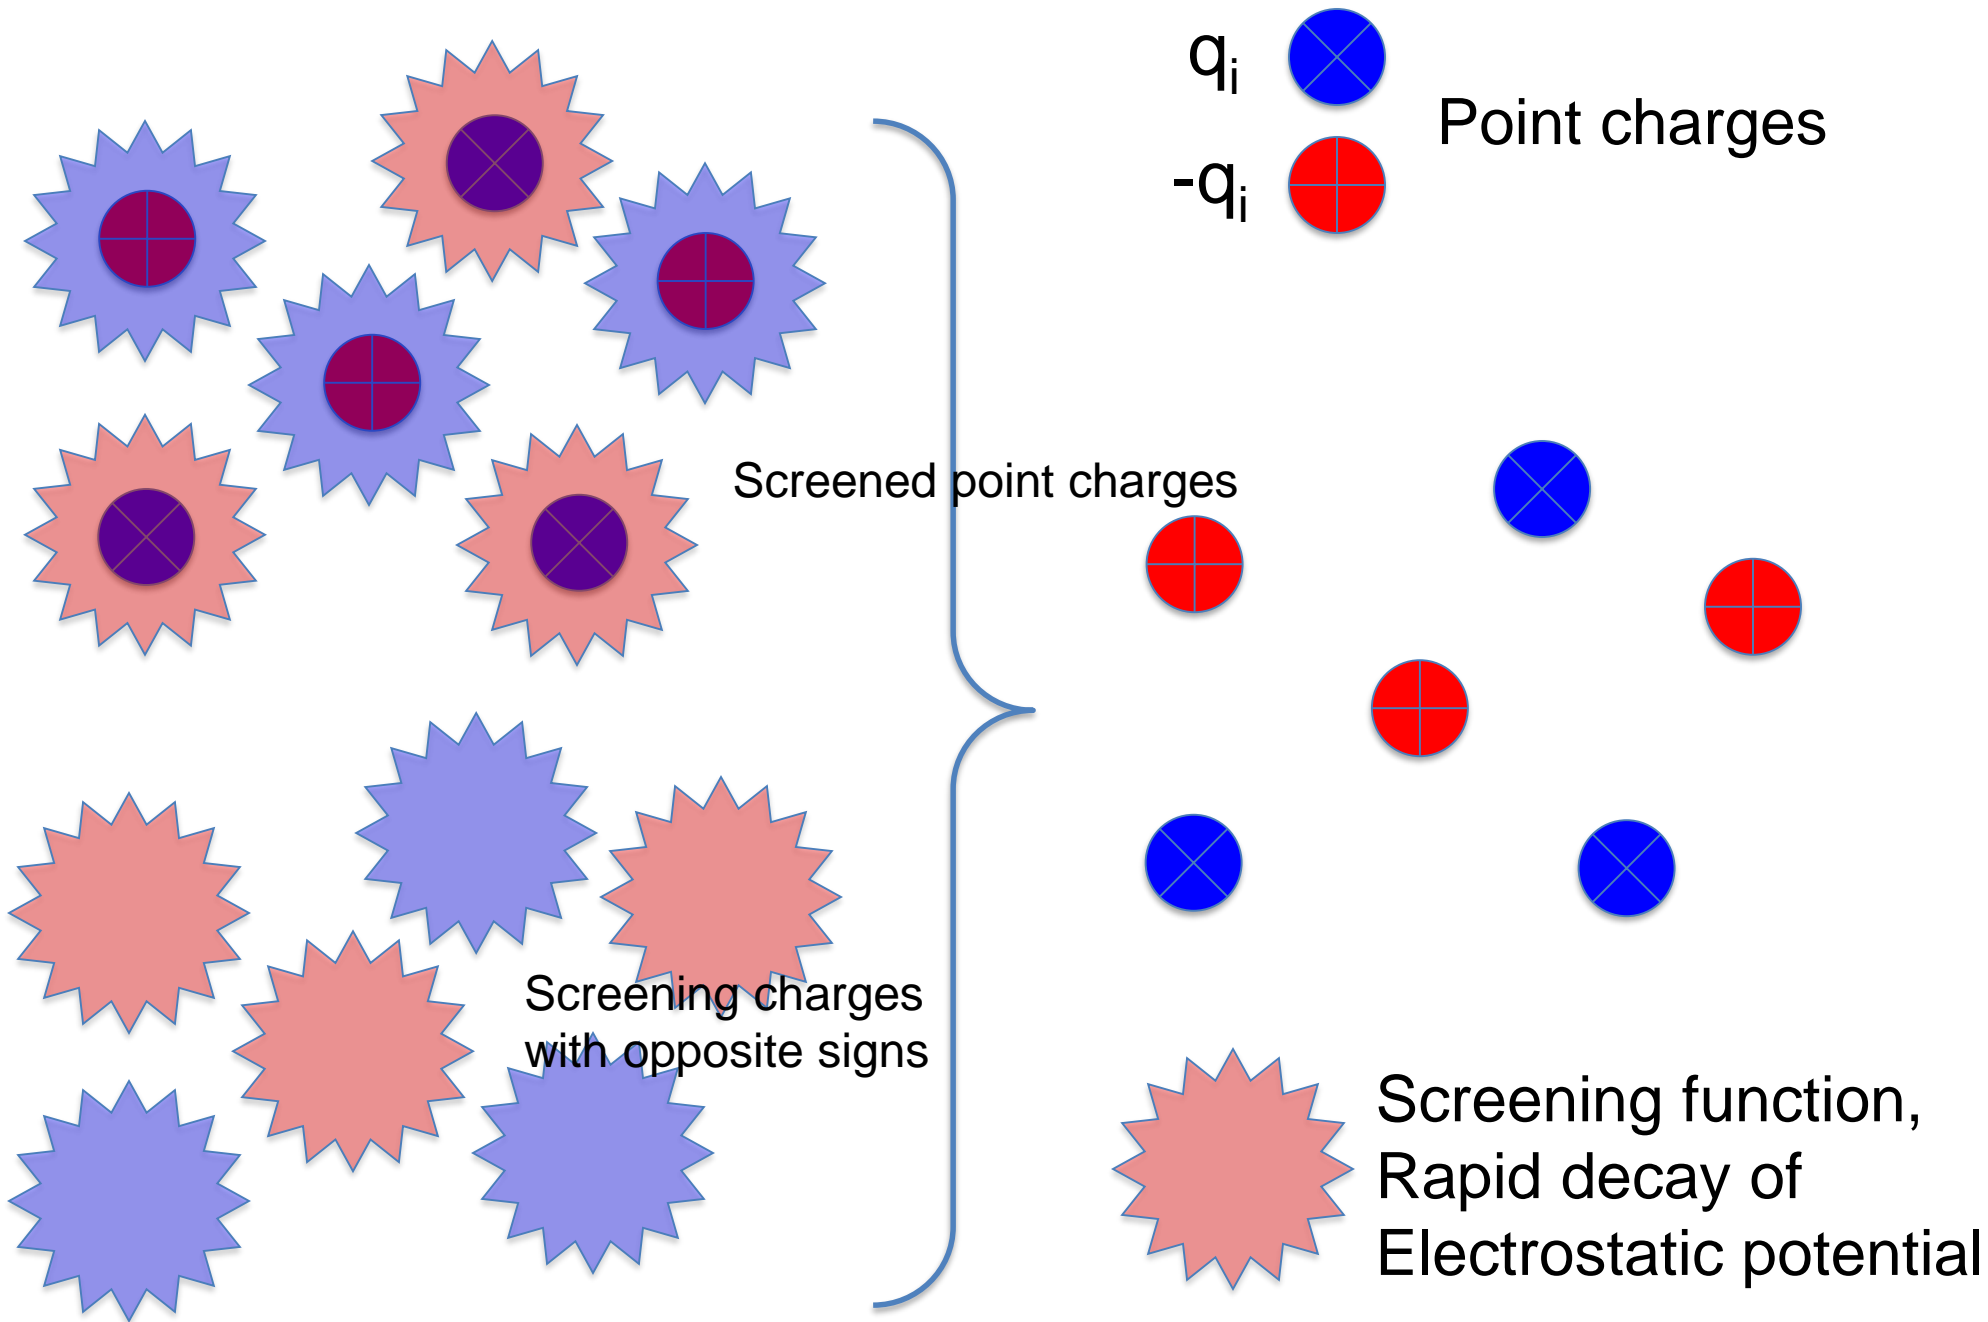 qi
Point charges
-qi
Screened point charges
Screening charges
with opposite signs
Screening function,
Rapid decay of
Electrostatic potential